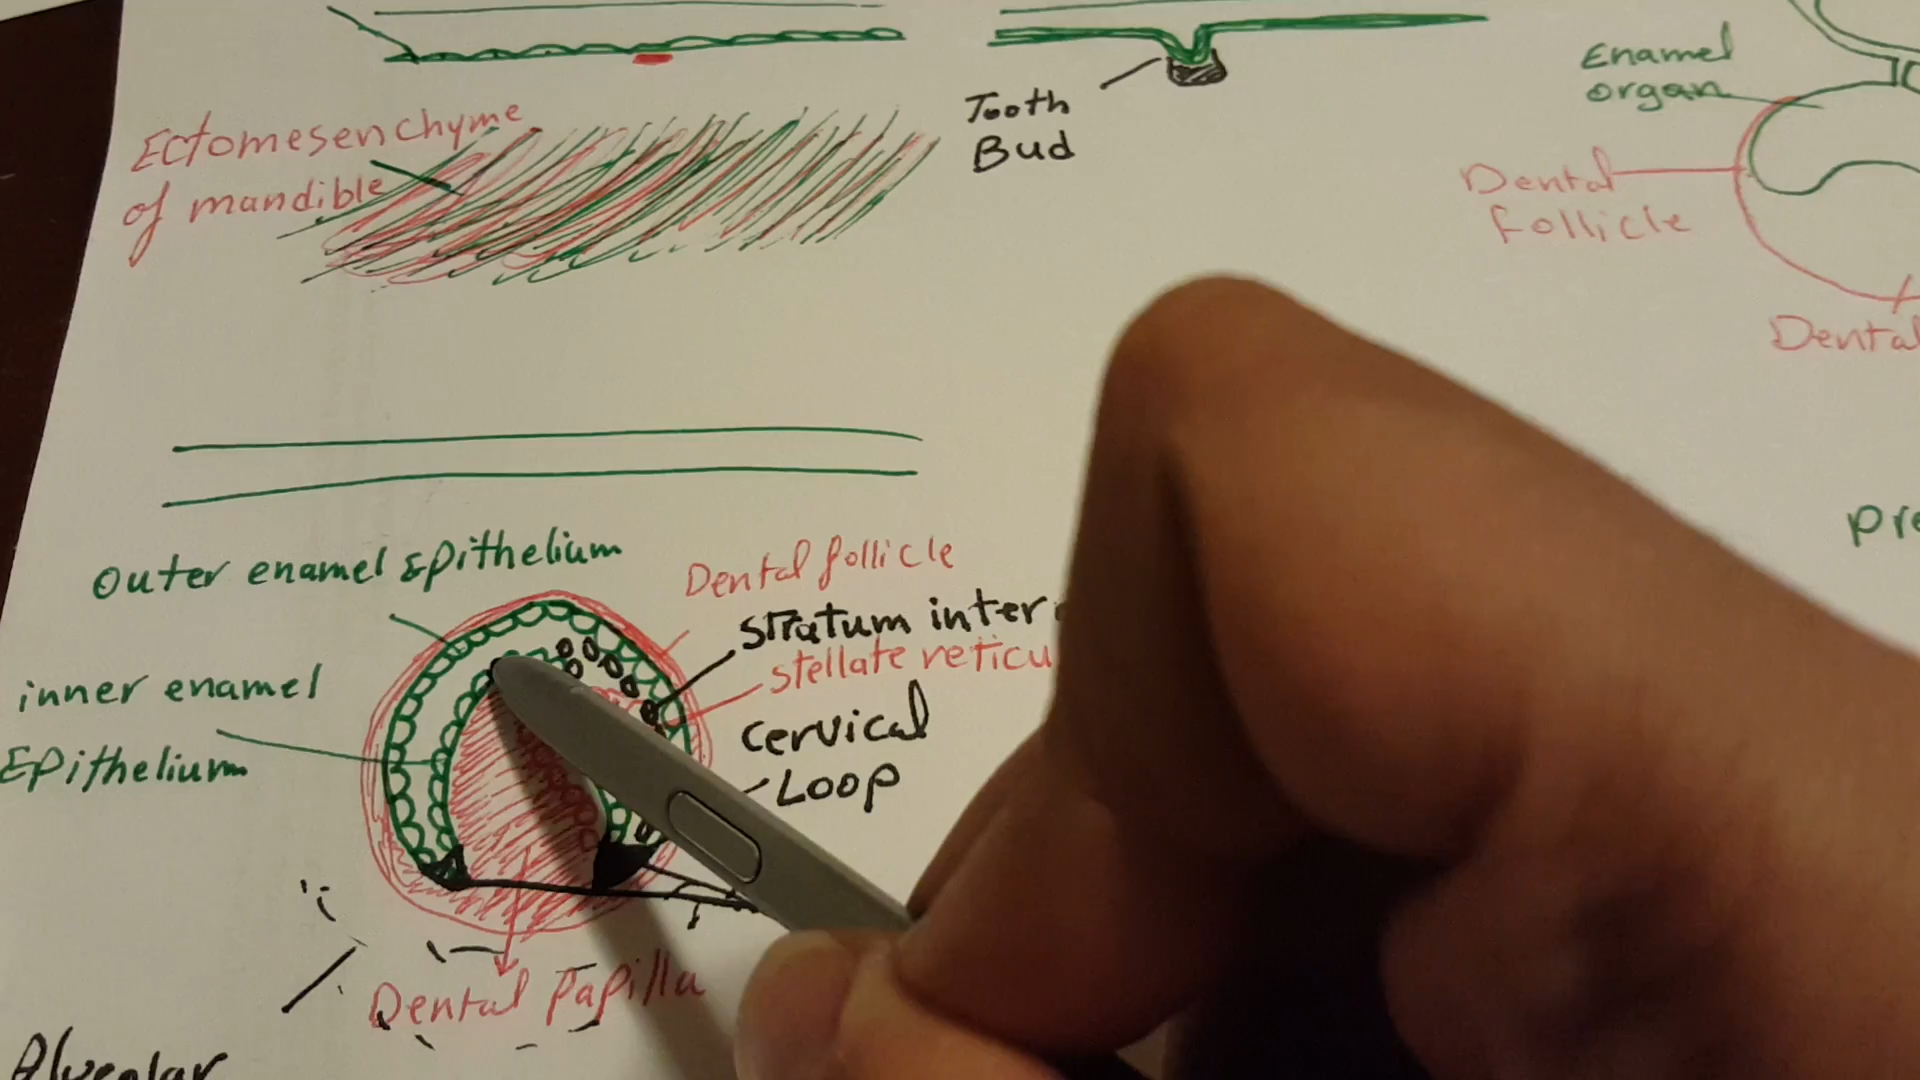 Ectomesenchyme
of mandible
Tooth
Bud
Enamel
organ
Dental
follicle
Dental
outer enamel Epithelium
inner enamel
Epithelium
Dental follicle
stratum inter
stellate reticu
cervical
Loop
Dental Papilla
Alveolar
pre